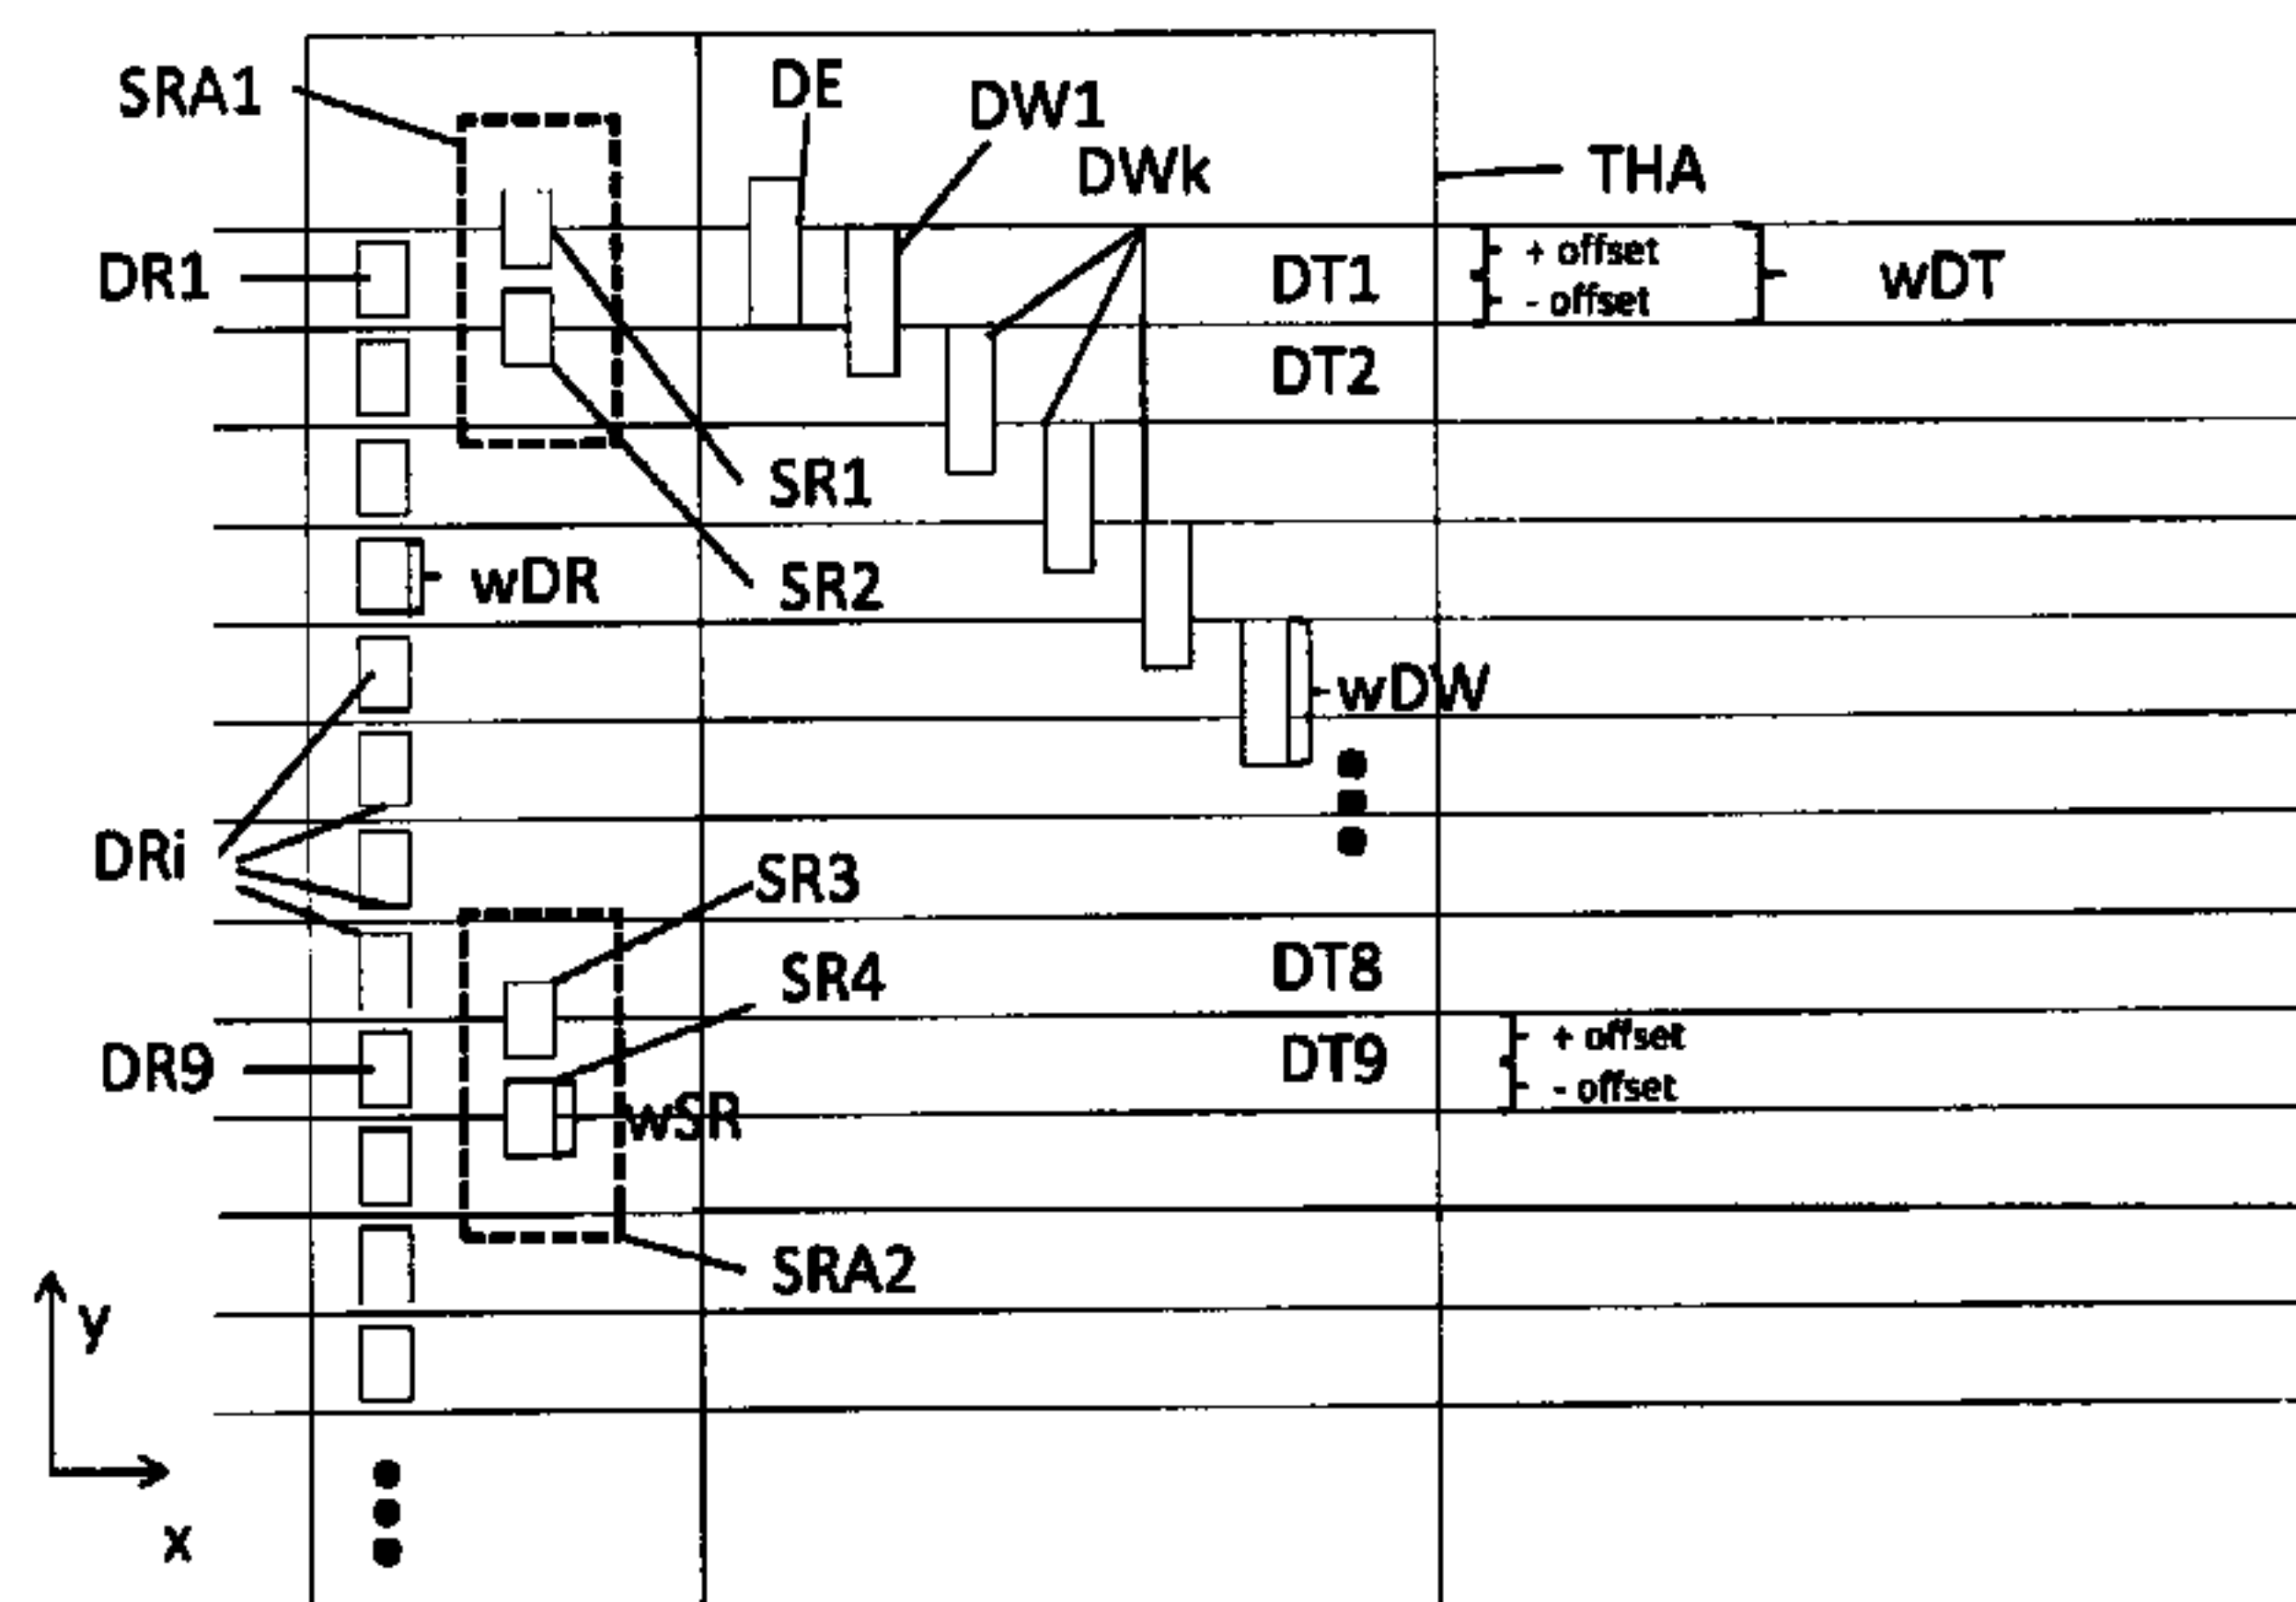 SRA1
DE
DW1
DWk
THA
DR1
DT1
+ offset
- offset
wDT
DT2
SR1
wDR
SR2
wDW
DRi
SR3
SR4
DT8
DR9
DT9
+ offset
- offset
wSR
SRA2
y
x